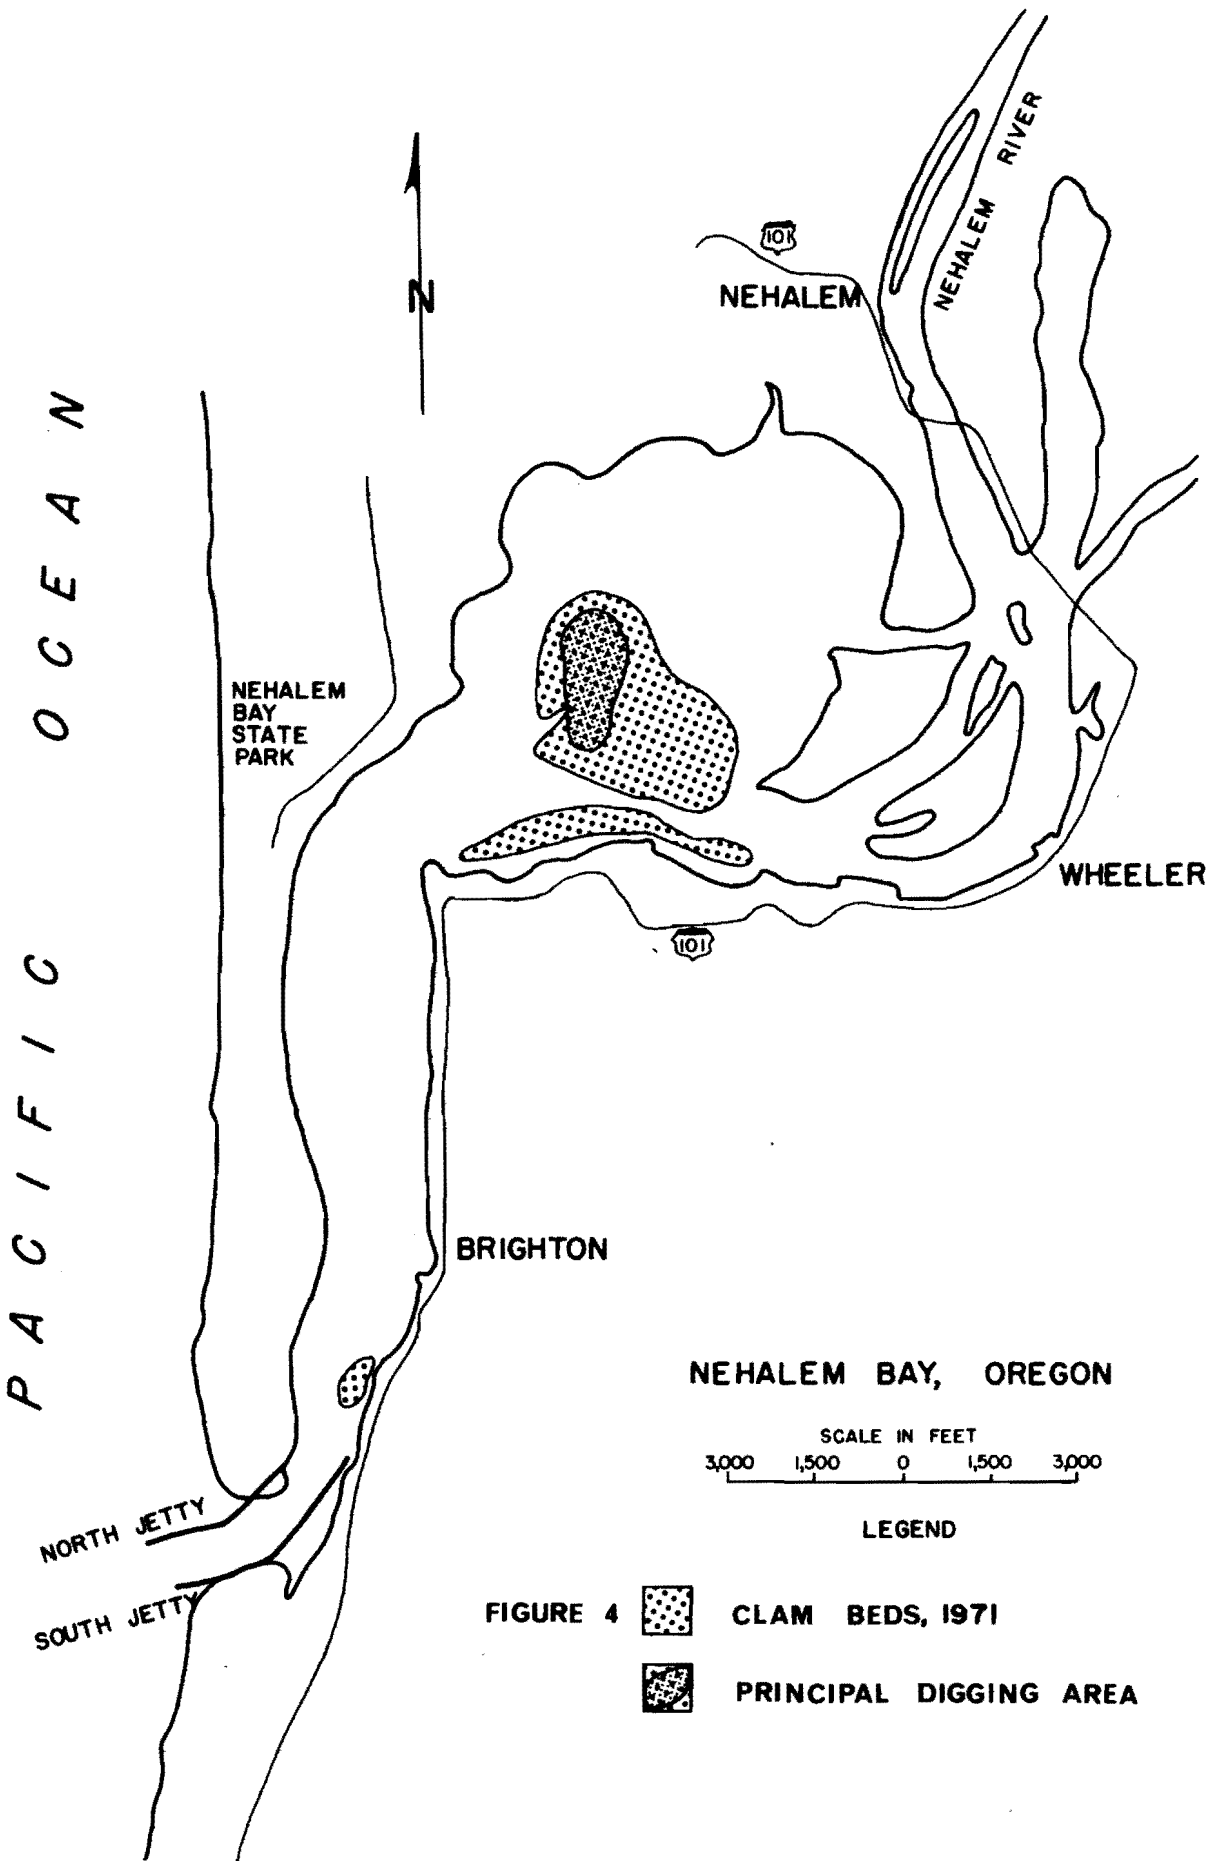 NEHALEM RIVER
101
NEHALEM
N
PACIFIC OCEAN
NEHALEM
BAY
STATE
PARK
WHEELER
101
BRIGHTON
NEHALEM BAY, OREGON
SCALE IN FEET
3,000 1,500 0 1,500 3,000
NORTH JETTY
LEGEND
SOUTH JETTY
FIGURE 4 CLAM BEDS, 1971
PRINCIPAL DIGGING AREA